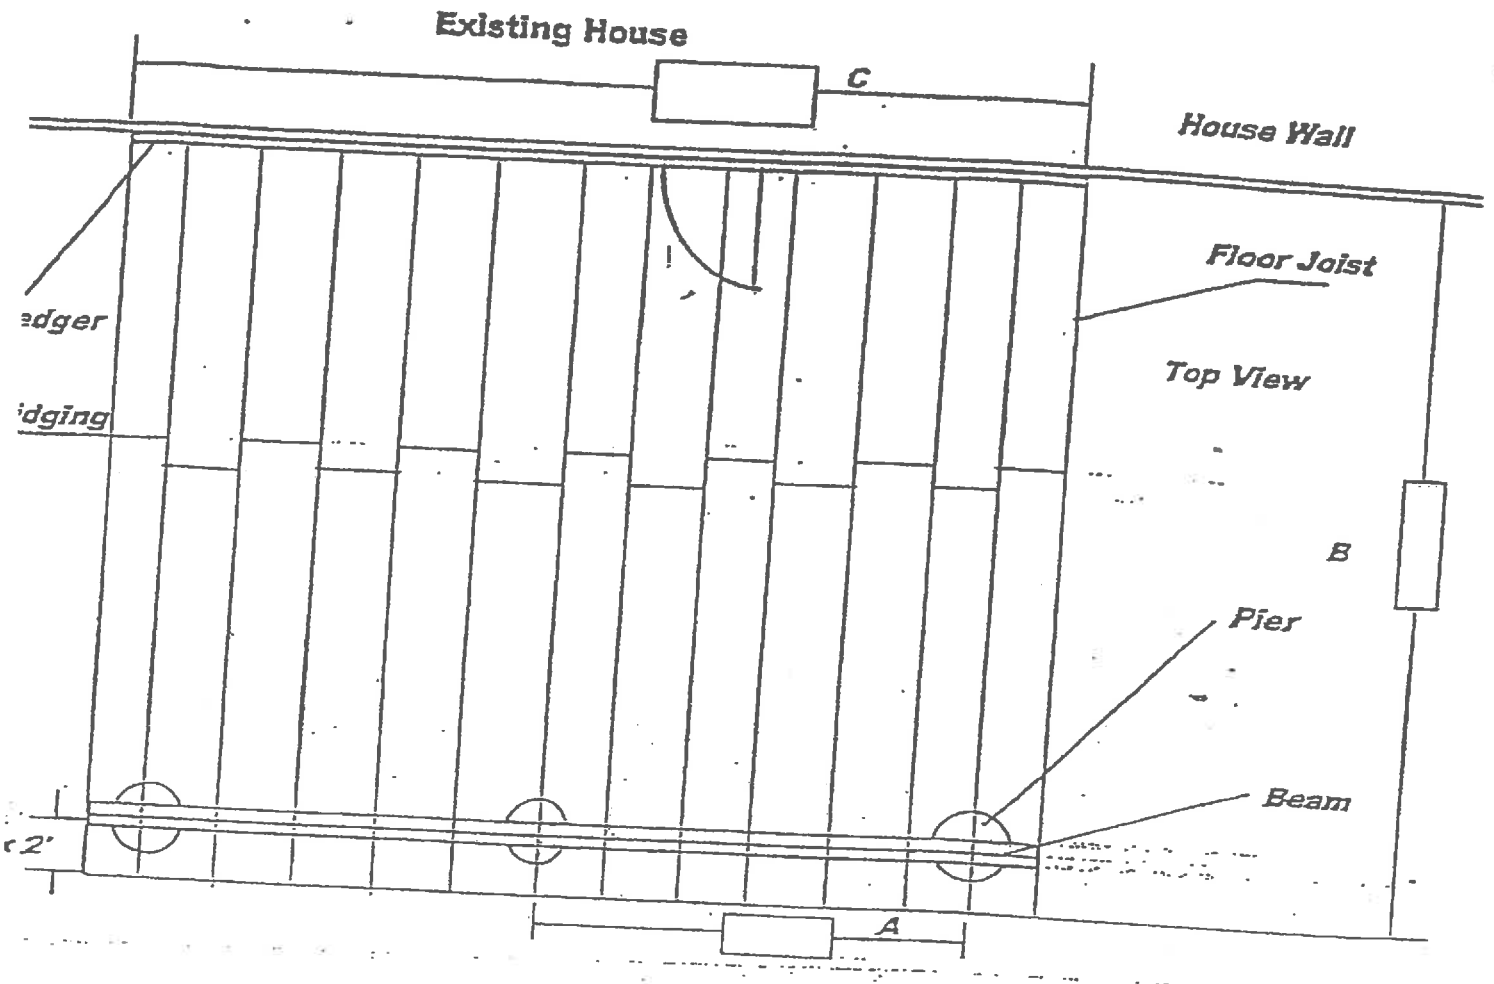 Existing House
C
House Wall
Floor Joist
edger
Top View
idging
B
Pier
Beam
r 2'
A